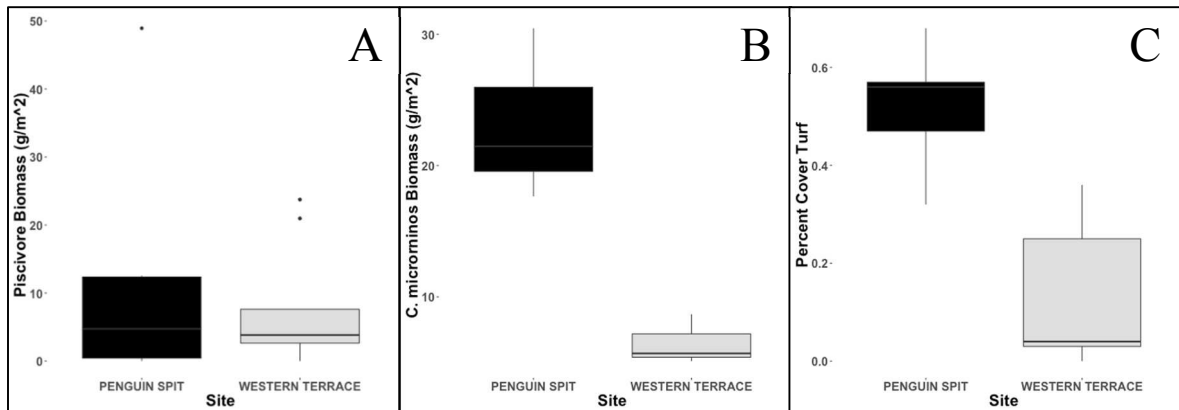 A
Piscivore Biomass (g/m^2)
50
40
30
20
10
0
PENGUIN SPIT WESTERN TERRACE
Site
B
C. microrninos Biomass (g/m^2)
30
20
10
PENGUIN SPIT WESTERN TERRACE
Site
C
Percent Cover Turf
0.6
0.4
0.2
0.0
PENGUIN SPIT WESTERN TERRACE
Site